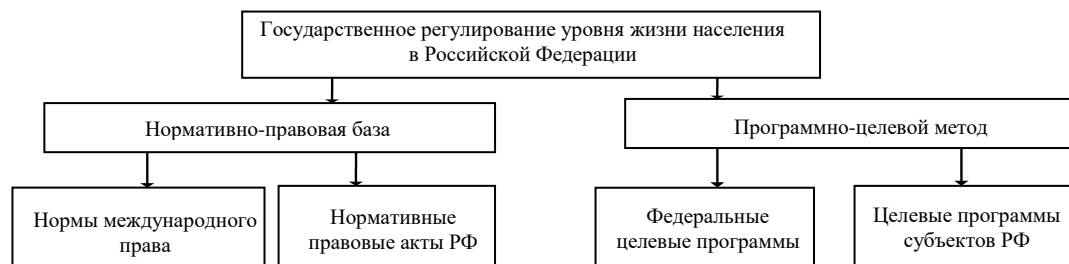 Государственное регулирование уровня жизни населения
в Российской Федерации
Нормативно-правовая база
Программно-целевой метод
Нормы международного
права
Нормативные
правовые акты РФ
Федеральные
целевые программы
Целевые программы
субъектов РФ